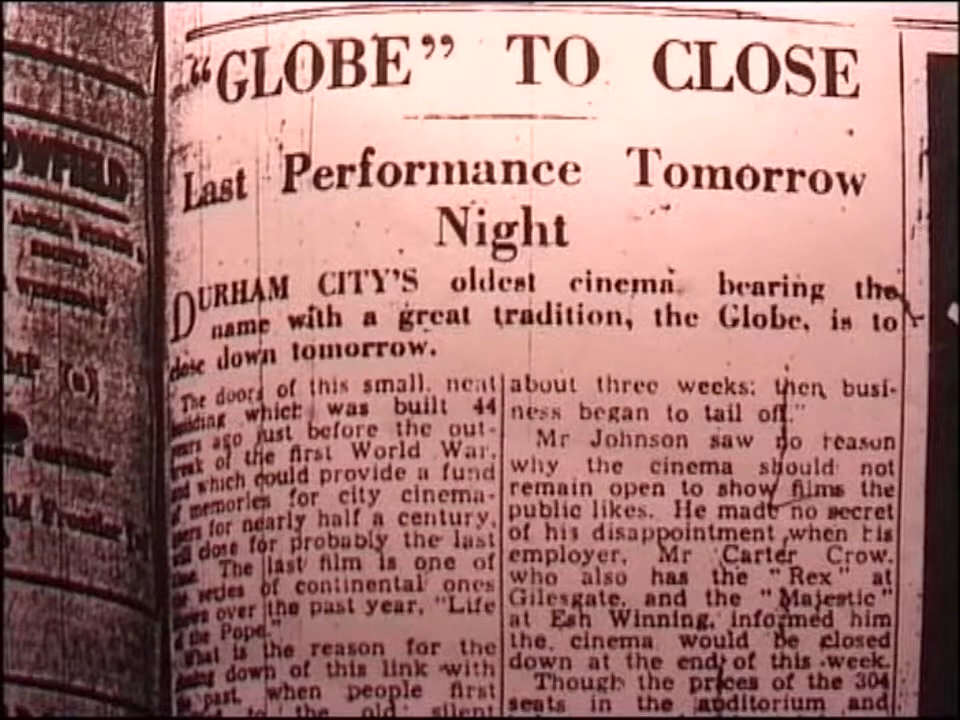 "GLOBE" TO CLOSE
Last Performance Tomorrow
Night
DURHAM CITY'S oldest cinema bearing the
name with a great tradition, the Globe, is to
close down tomorrow.
The doors of this small, neat
building which was built 44
years ago just before the out-
break of the first World War,
and which could provide a fund
of memories for city cinema-
goers for nearly half a century,
will close for probably the last
time. The last film is one of
the series of continental ones
shown over the past year, "Life
of the Pope."
What is the reason for the
down of this link with
past, when people first
to the old silent
about three weeks; then busi-
ness began to tail off."
Mr Johnson saw no reason
why the cinema should not
remain open to show films the
public likes. He made no secret
of his disappointment when his
employer, Mr Carter Crow,
who also has the "Rex" at
Gilesgate, and the "Majestic"
at Esh Winning, informed him
the cinema would be closed
down at the end of this week.
Though the prices of the 304
seats in the auditorium and